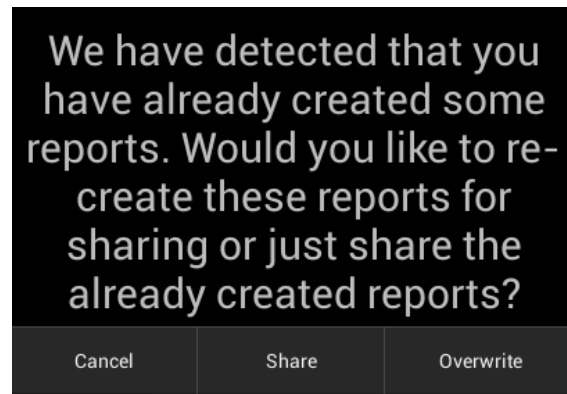 We have detected that you
have already created some
reports. Would you like to re-
create these reports for
sharing or just share the
already created reports?
Cancel Share Overwrite